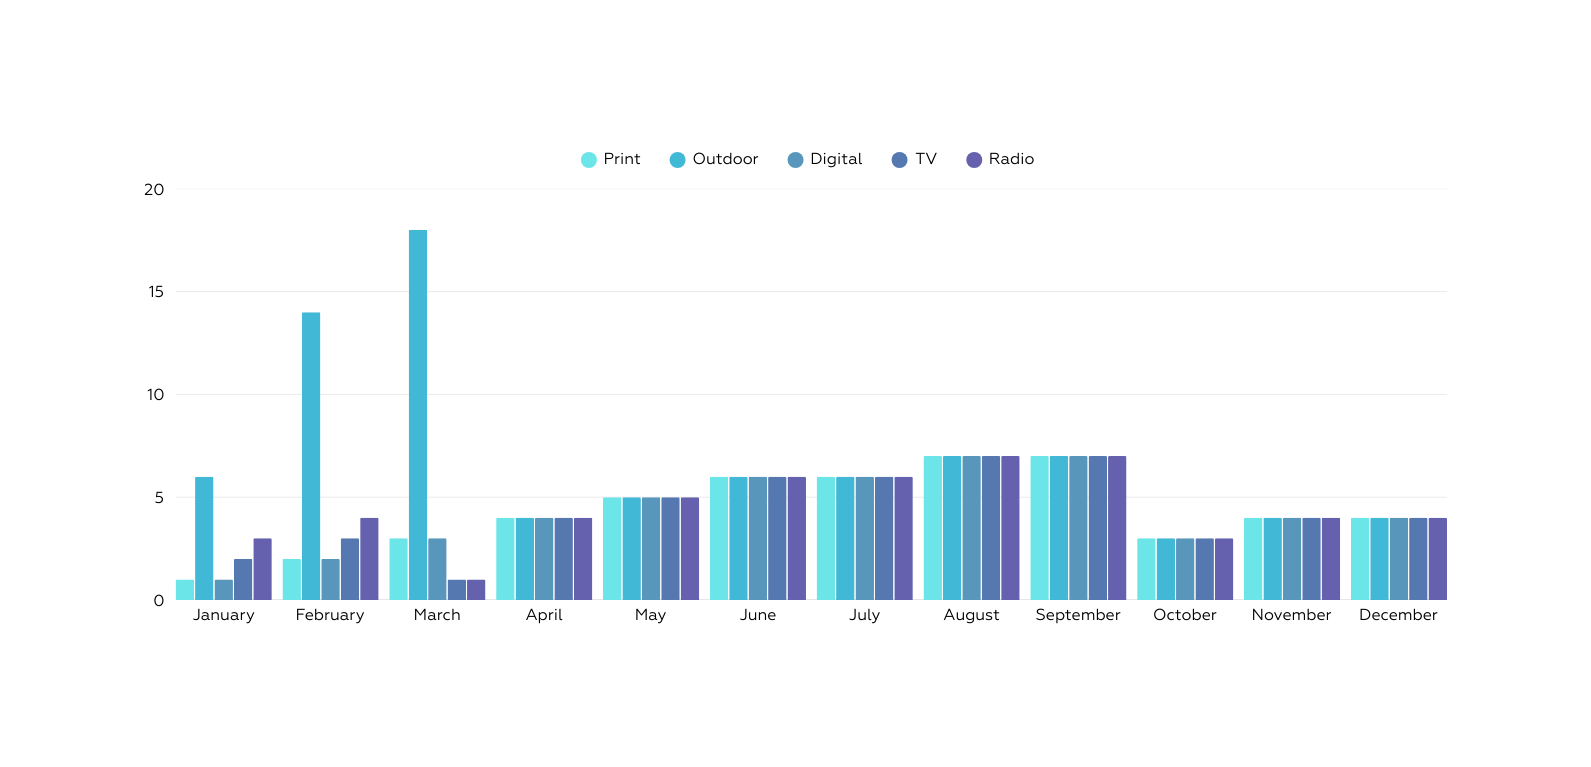 Print Outdoor Digital TV Radio
20
15
10
5
0
January February March April May June July August September October November December